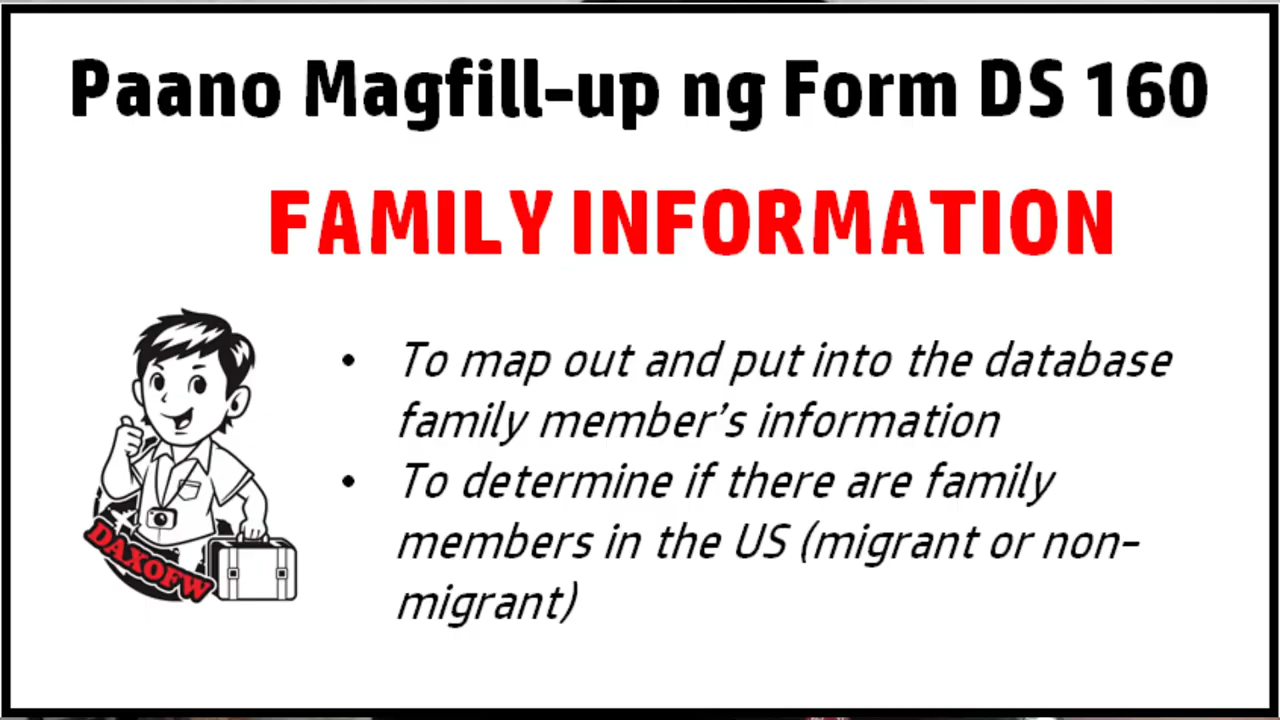 Paano Magfill-up ng Form DS 160
FAMILY INFORMATION
• To map out and put into the database
family member's information
• To determine if there are family
members in the US (migrant or non-
migrant)
DAXOFW